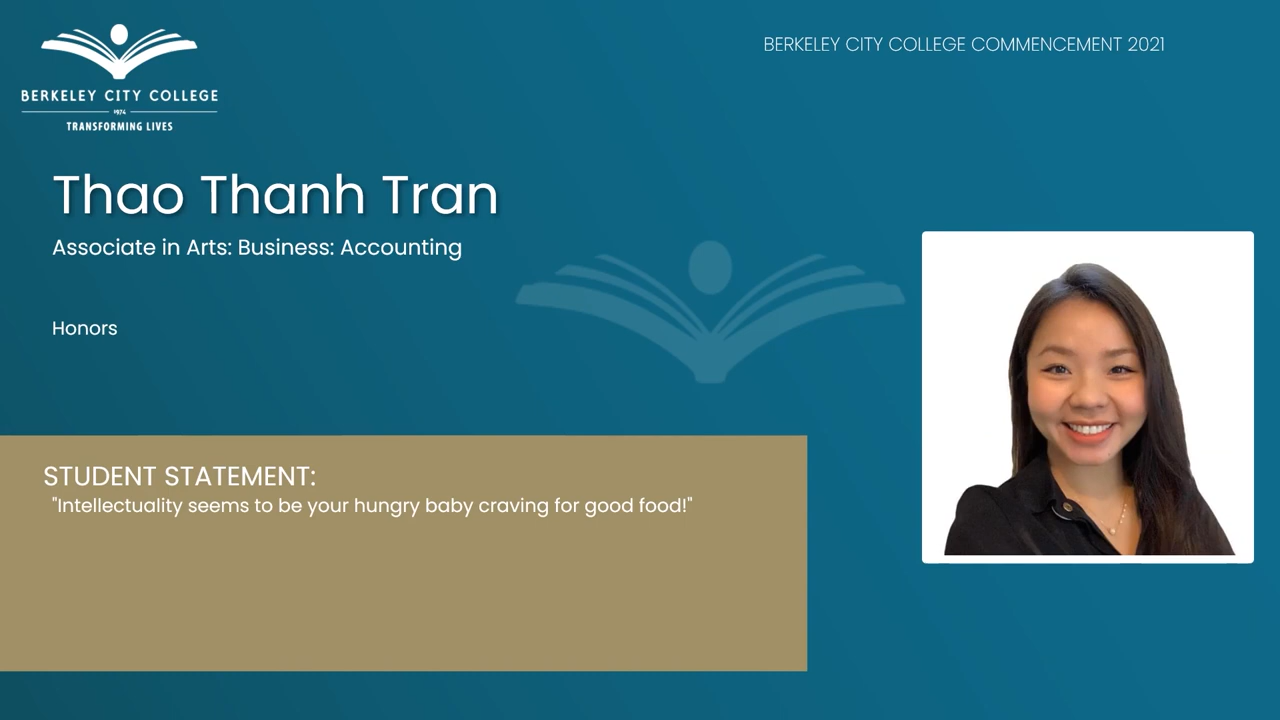 BERKELEY CITY COLLEGE COMMENCEMENT 2021
BERKELEY CITY COLLEGE
1974
TRANSFORMING LIVES
Thao Thanh Tran
Associate in Arts: Business: Accounting
Honors
STUDENT STATEMENT:
"Intellectuality seems to be your hungry baby craving for good food!"